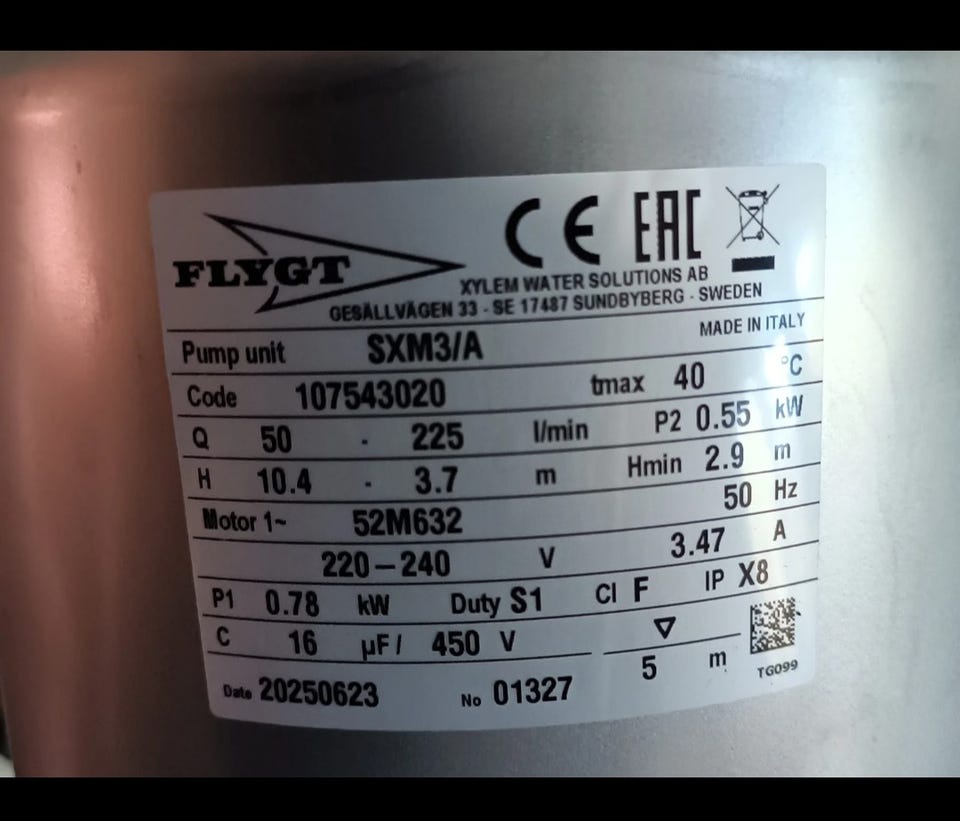 FLYGT
CE EAC
XYLEM WATER SOLUTIONS AB
GESÄLLVÄGEN 33 - SE 17487 SUNDBYBERG - SWEDEN
MADE IN ITALY
Pump unit SXM3/A
Code 107543020 tmax 40 °C
Q 50 - 225 l/min P2 0.55 kW
H 10.4 - 3.7 m Hmin 2.9 m
Motor 1~ 52M632 50 Hz
220-240 V 3.47 A
P1 0.78 kW Duty S1 Cl F IP X8
C 16 µF/ 450 V
5 m
TG099
Date 20250623 No 01327